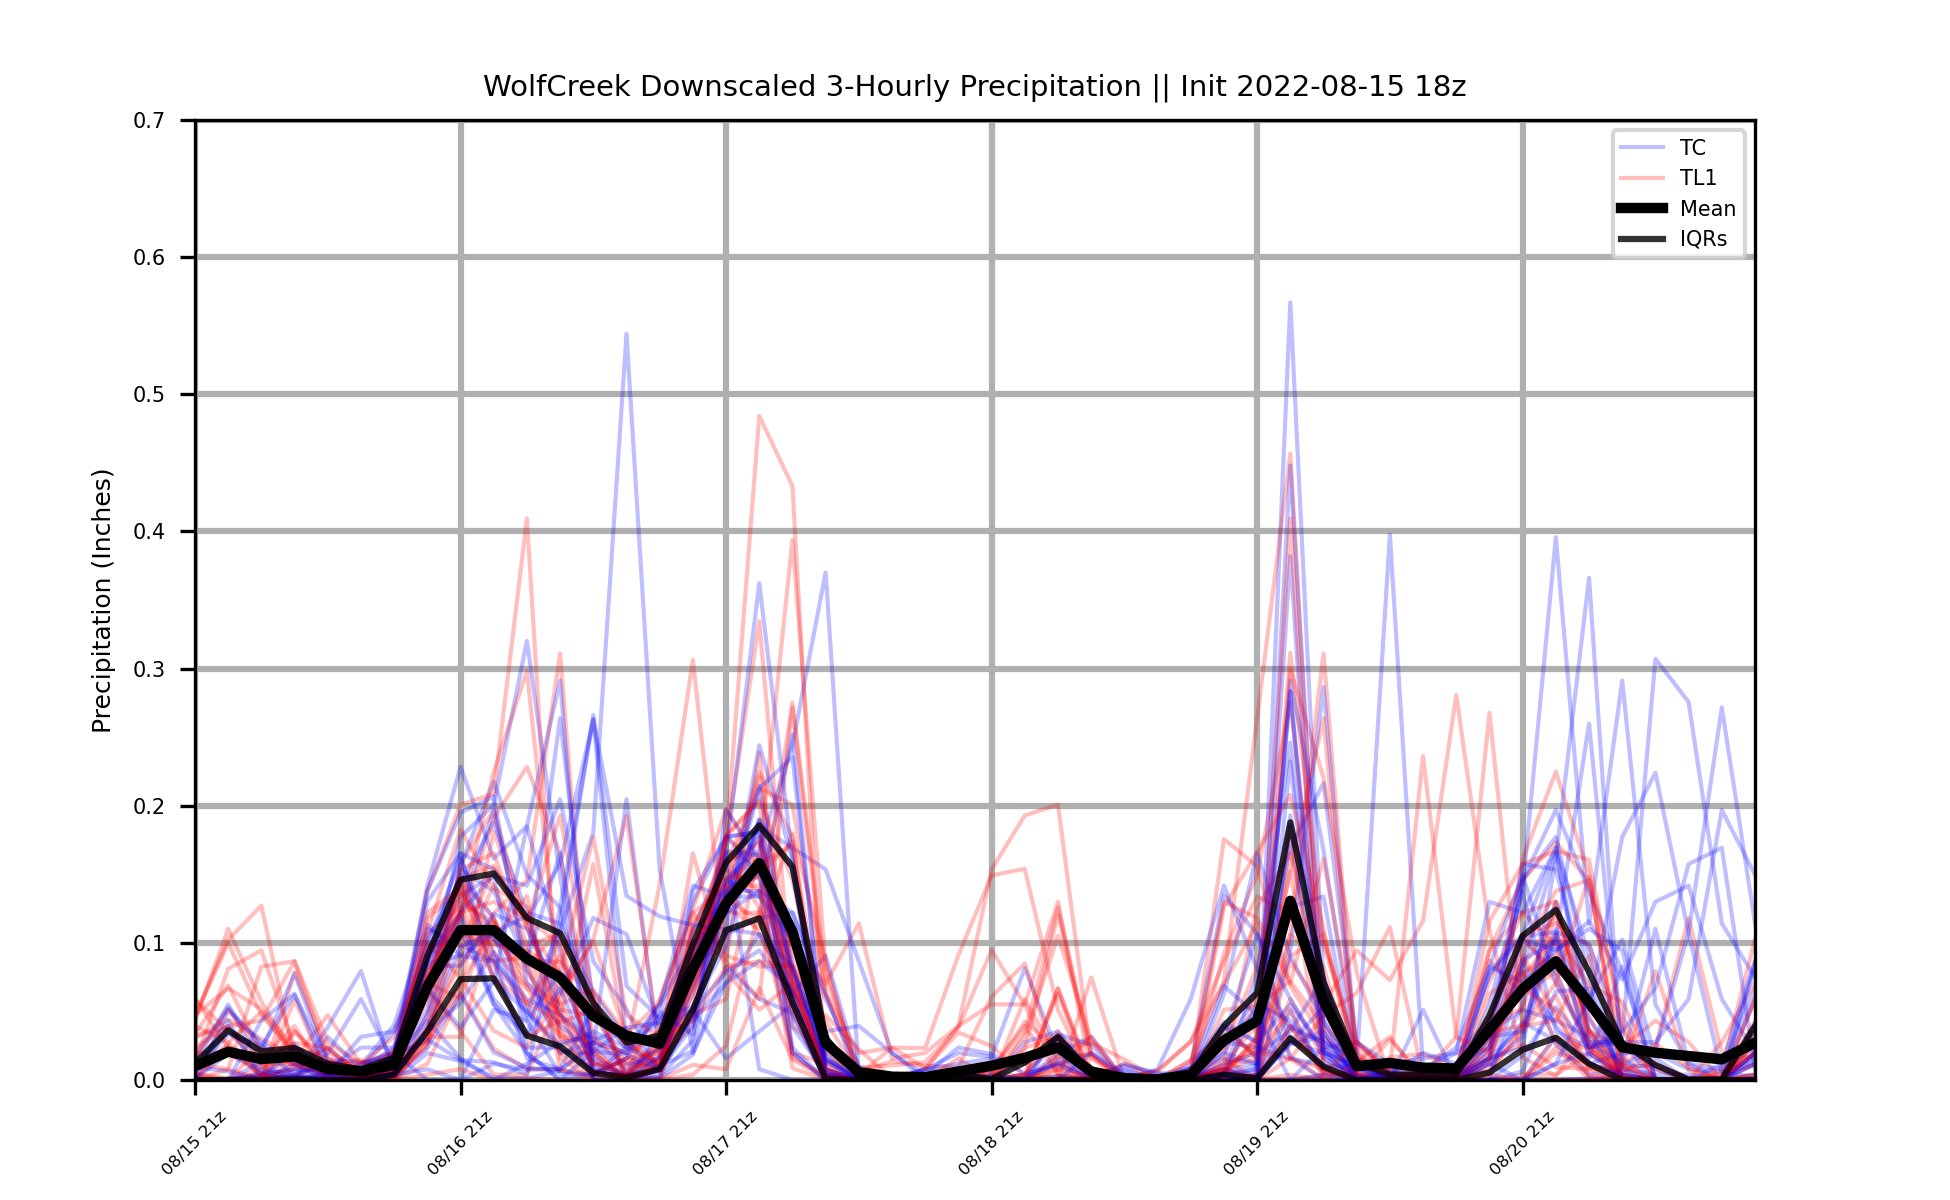 WolfCreek Downscaled 3-Hourly Precipitation || Init 2022-08-15 18z
TC
TL1
Mean
IQRs
Precipitation (Inches)
0.7
0.6
0.5
0.4
0.3
0.2
0.1
0.0
08/15 21z
08/16 21z
08/17 21z
08/18 21z
08/19 21z
08/20 21z